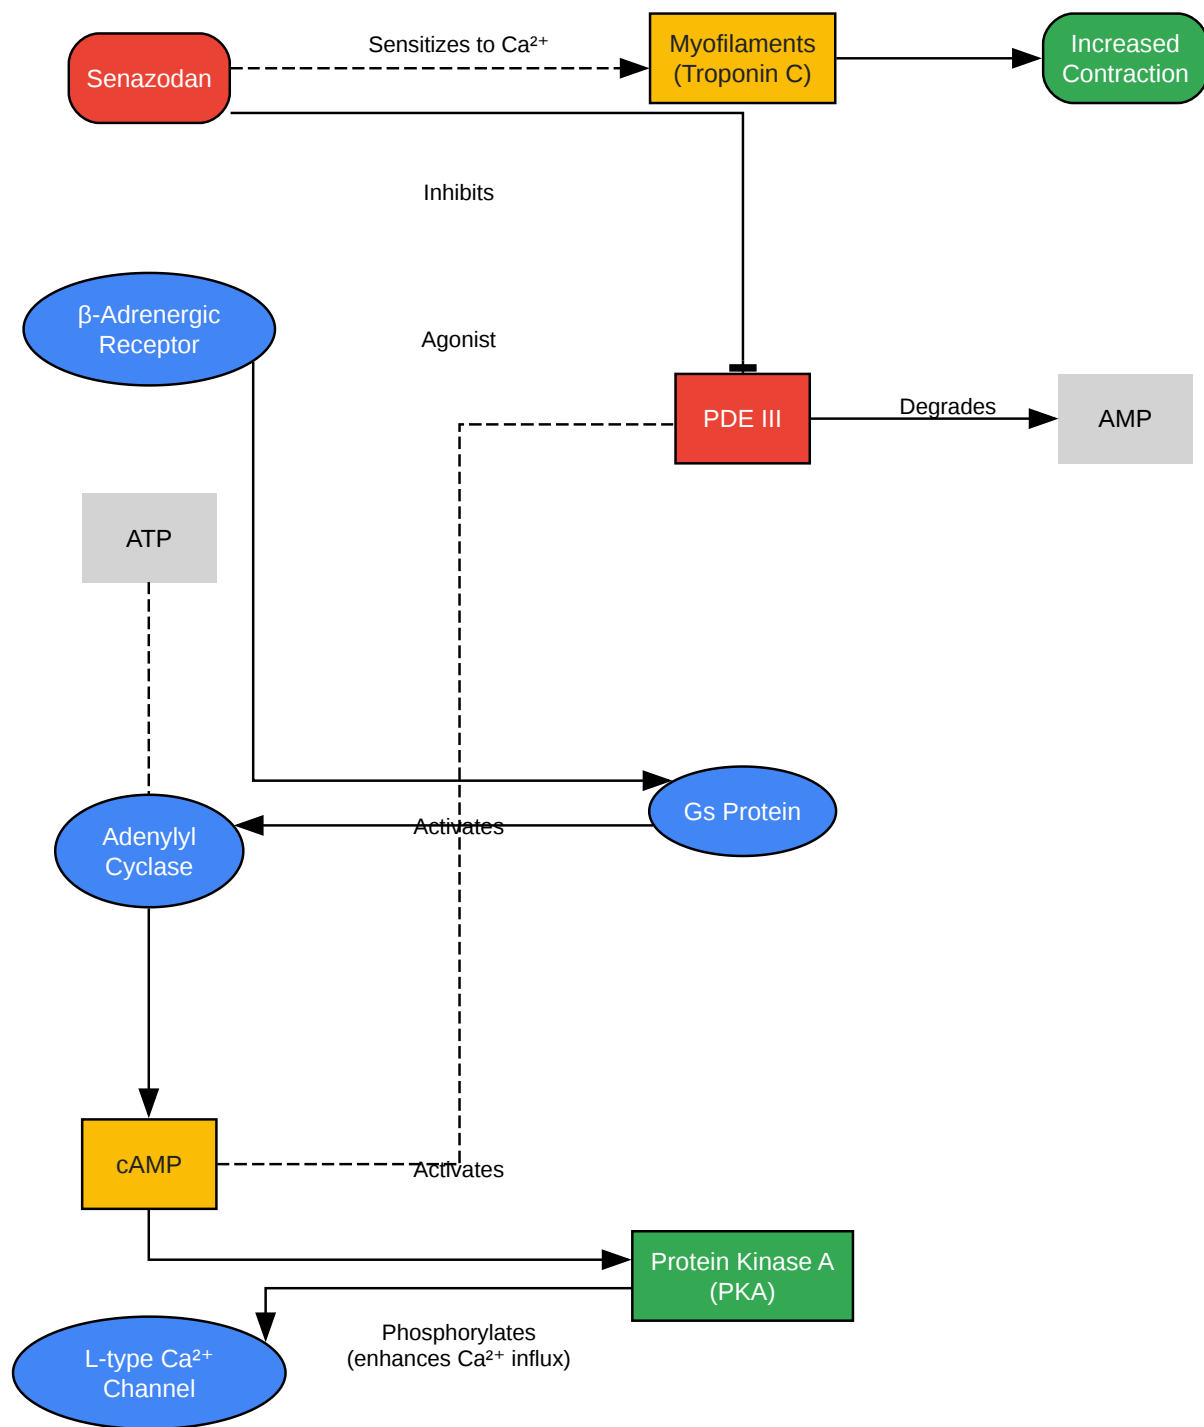 Senazodan
Sensitizes to Ca²⁺
Myofilaments
(Troponin C)
Increased
Contraction
Inhibits
β-Adrenergic
Receptor
Agonist
PDE III
Degrades
AMP
ATP
Gs Protein
Activates
Adenylyl
Cyclase
cAMP
Activates
Protein Kinase A
(PKA)
Phosphorylates
(enhances Ca²⁺ influx)
L-type Ca²⁺
Channel